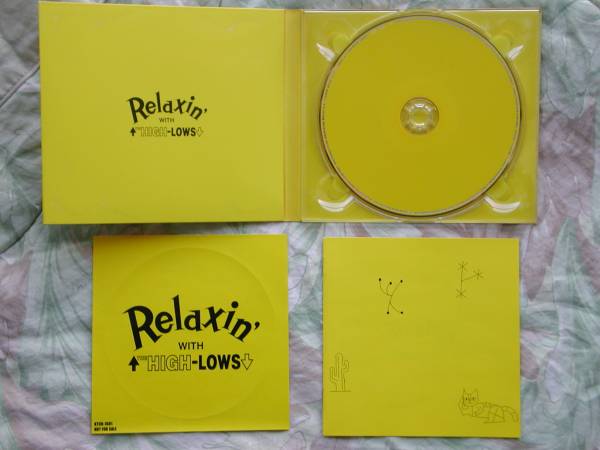 Relaxin'
WITH
↑THE HIGH-LOWS↓
Relaxin'
WITH
↑THE HIGH-LOWS↓
NOT FOR SALE